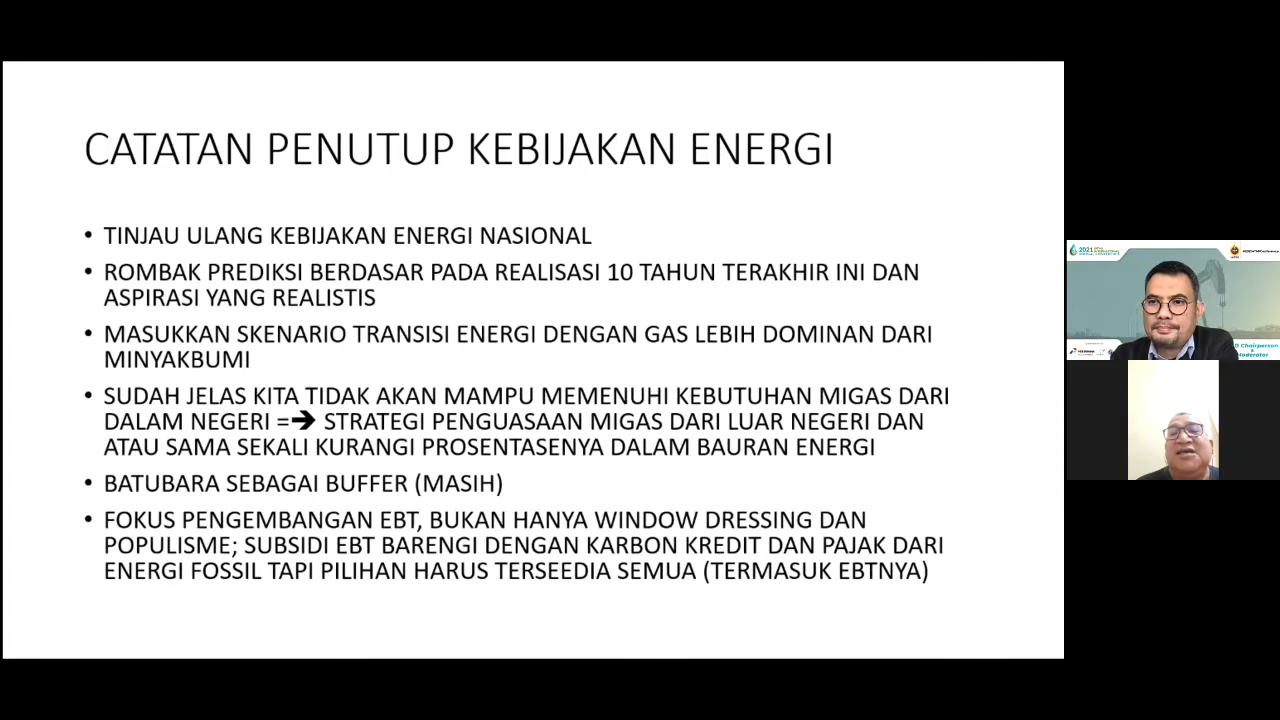 CATATAN PENUTUP KEBIJAKAN ENERGI
• TINJAU ULANG KEBIJAKAN ENERGI NASIONAL
• ROMBAK PREDIKSI BERDASAR PADA REALISASI 10 TAHUN TERAKHIR INI DAN
ASPIRASI YANG REALISTIS
• MASUKKAN SKENARIO TRANSISI ENERGI DENGAN GAS LEBIH DOMINAN DARI
MINYAKBUMI
• SUDAH JELAS KITA TIDAK AKAN MAMPU MEMENUHI KEBUTUHAN MIGAS DARI
DALAM NEGERI =➔ STRATEGI PENGUASAAN MIGAS DARI LUAR NEGERI DAN
ATAU SAMA SEKALI KURANGI PROSENTASENYA DALAM BAURAN ENERGI
• BATUBARA SEBAGAI BUFFER (MASIH)
• FOKUS PENGEMBANGAN EBT, BUKAN HANYA WINDOW DRESSING DAN
POPULISME; SUBSIDI EBT BARENGI DENGAN KARBON KREDIT DAN PAJAK DARI
ENERGI FOSSIL TAPI PILIHAN HARUS TERSEEDIA SEMUA (TERMASUK EBTNYA)
2021
Chairperson
&
Moderator